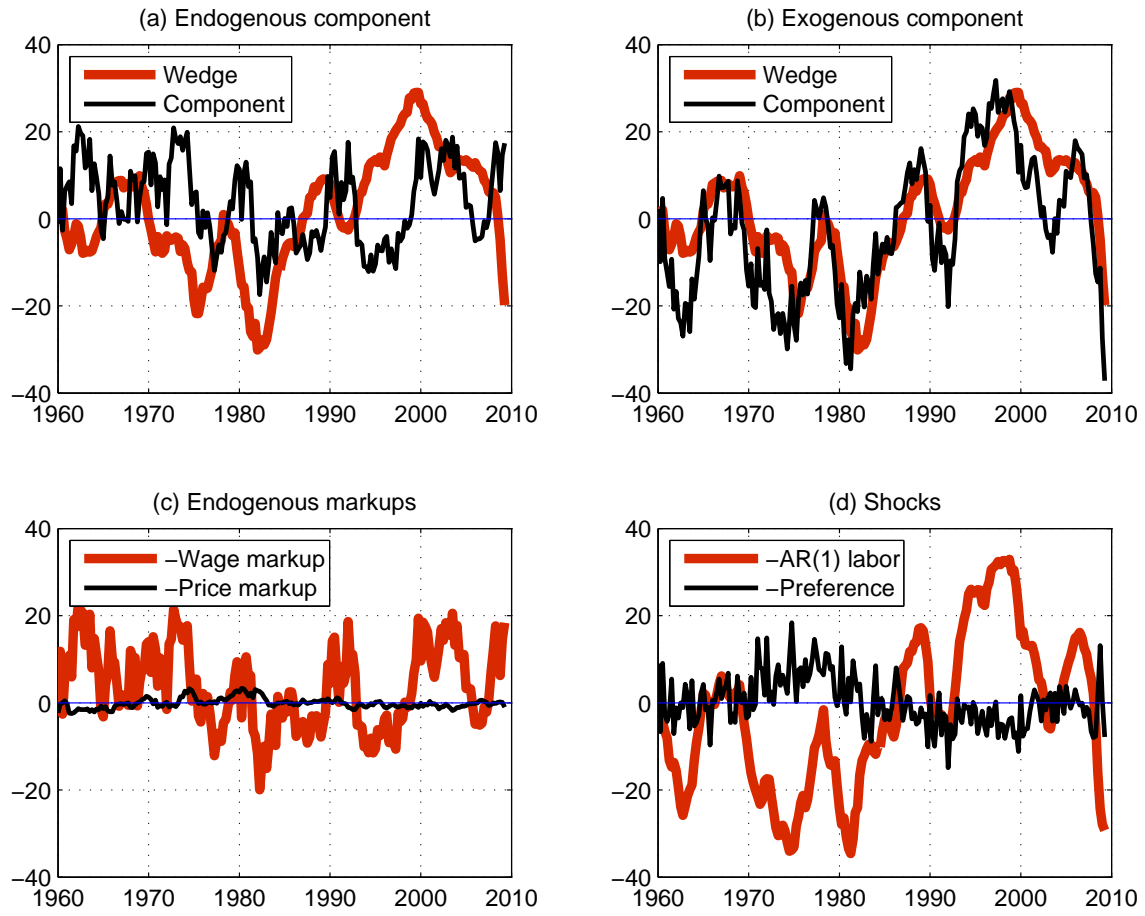 (a) Endogenous component
40
20
0
−20
−40
Wedge
Component
1960 1970 1980 1990 2000 2010
(b) Exogenous component
40
20
0
−20
−40
Wedge
Component
1960 1970 1980 1990 2000 2010
(c) Endogenous markups
40
20
0
−20
−40
−Wage markup
−Price markup
1960 1970 1980 1990 2000 2010
(d) Shocks
40
20
0
−20
−40
−AR(1) labor
−Preference
1960 1970 1980 1990 2000 2010